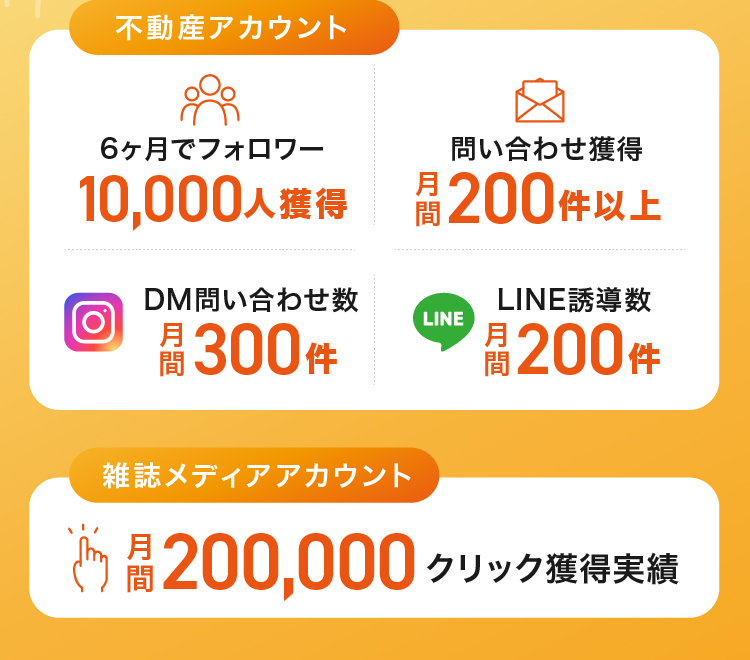 不動産アカウント
6ヶ月でフォロワー
10,000人獲得
問い合わせ獲得
月間200件以上
DM問い合わせ数
月間300件
LINE
LINE誘導数
月間200件
雑誌メディアアカウント
月間200,000クリック獲得実績